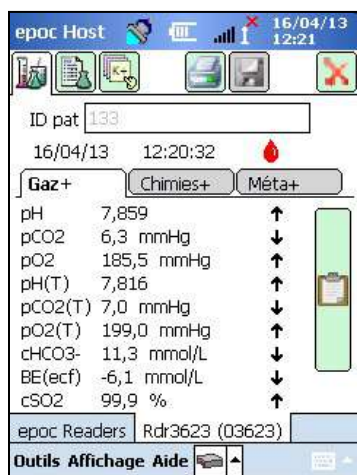 epoc Host 16/04/13 12:21
K+
ID pat 133
16/04/13 12:20:32
Gaz+ Chimies+ Méta+
pH 7,859 ↑
pCO2 6,3 mmHg ↓
pO2 185,5 mmHg ↑
pH(T) 7,816 ↑
pCO2(T) 7,0 mmHg ↓
pO2(T) 199,0 mmHg ↑
cHCO3- 11,3 mmol/L ↓
BE(ecf) -6,1 mmol/L ↓
cSO2 99,9 % ↑
epoc Readers Rdr3623 (03623)
Outils Affichage Aide